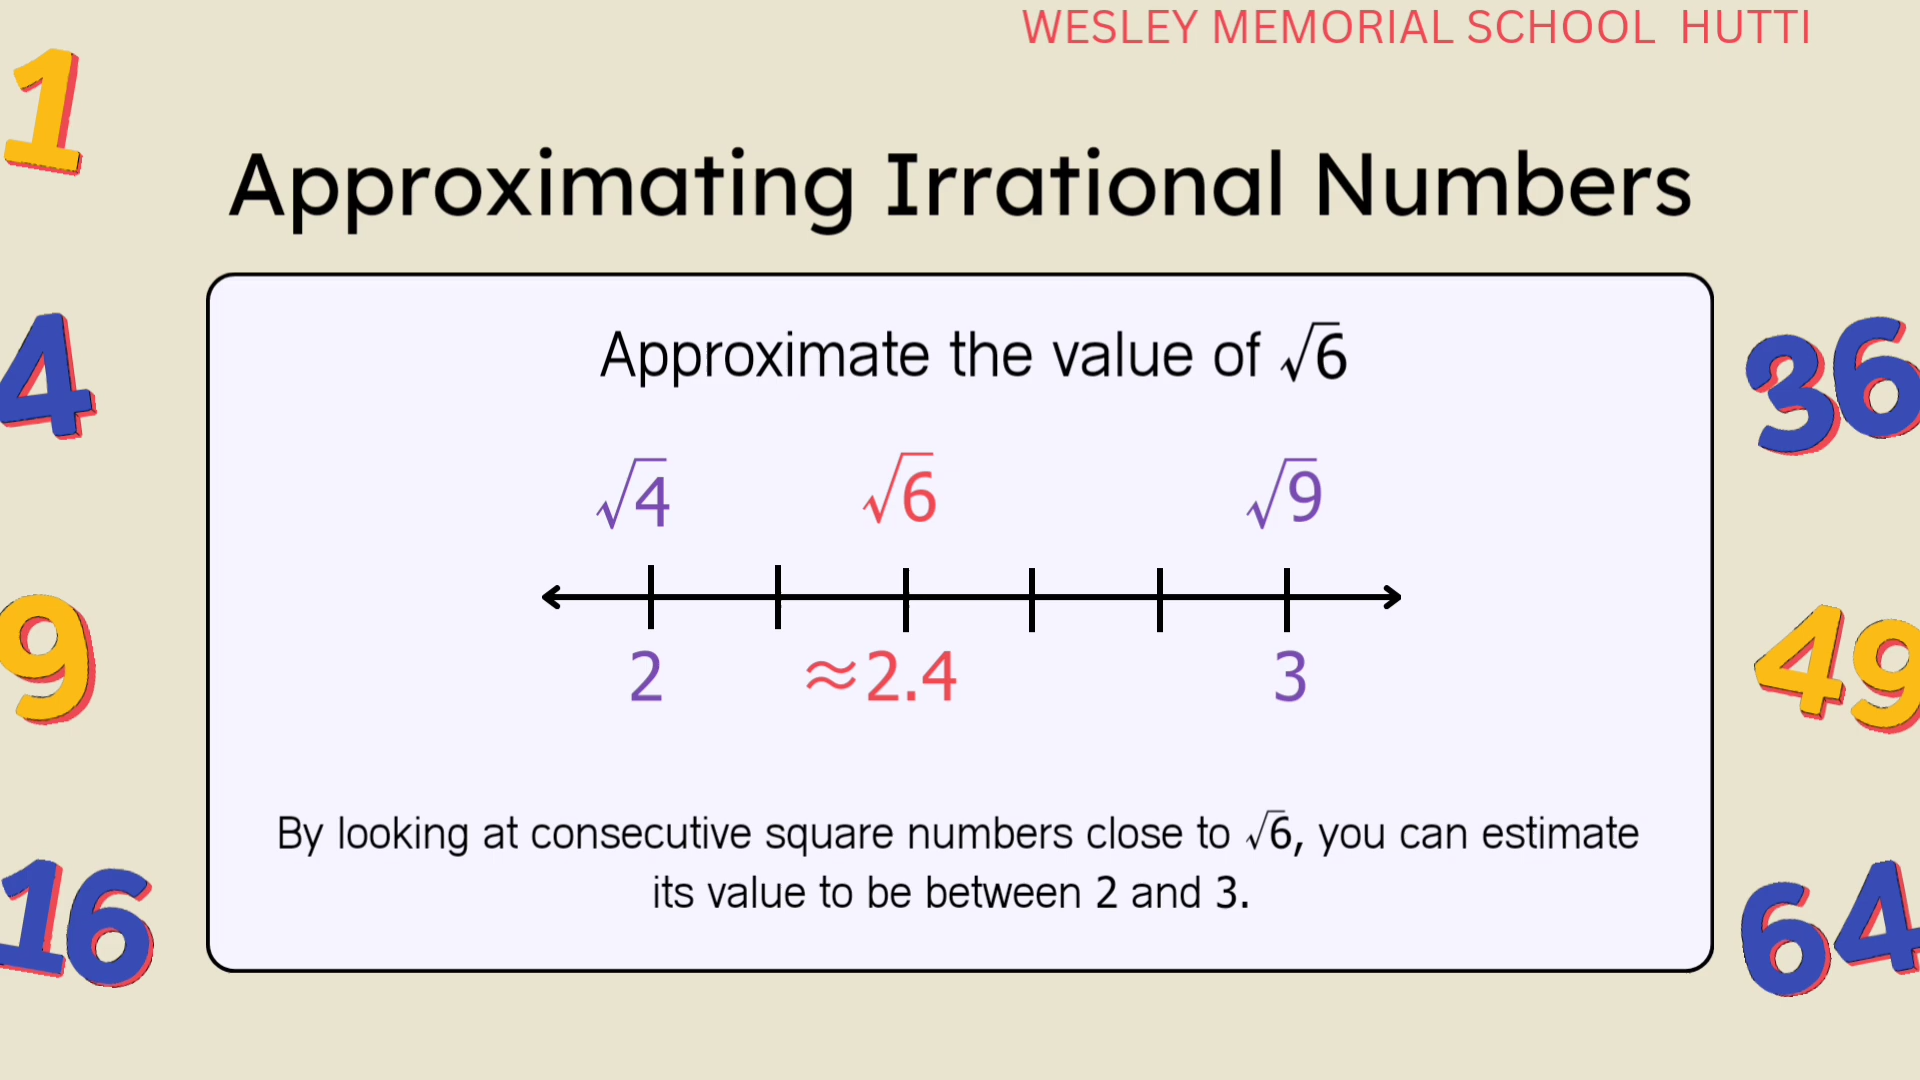 WESLEY MEMORIAL SCHOOL HUTTI
1
Approximating Irrational Numbers
4
36
Approximate the value of √6
√4 √6 √9
2 ≈2.4 3
9
49
By looking at consecutive square numbers close to √6, you can estimate
its value to be between 2 and 3.
16
64